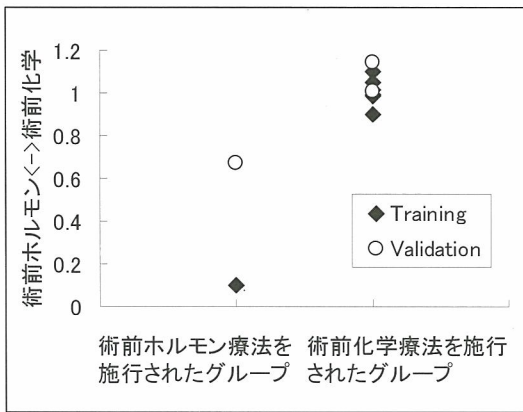 術前ホルモン<->術前化学
1.2
1
0.8
0.6
0.4
0.2
0
Training
Validation
術前ホルモン療法を
施行されたグループ
術前化学療法を施行
されたグループ